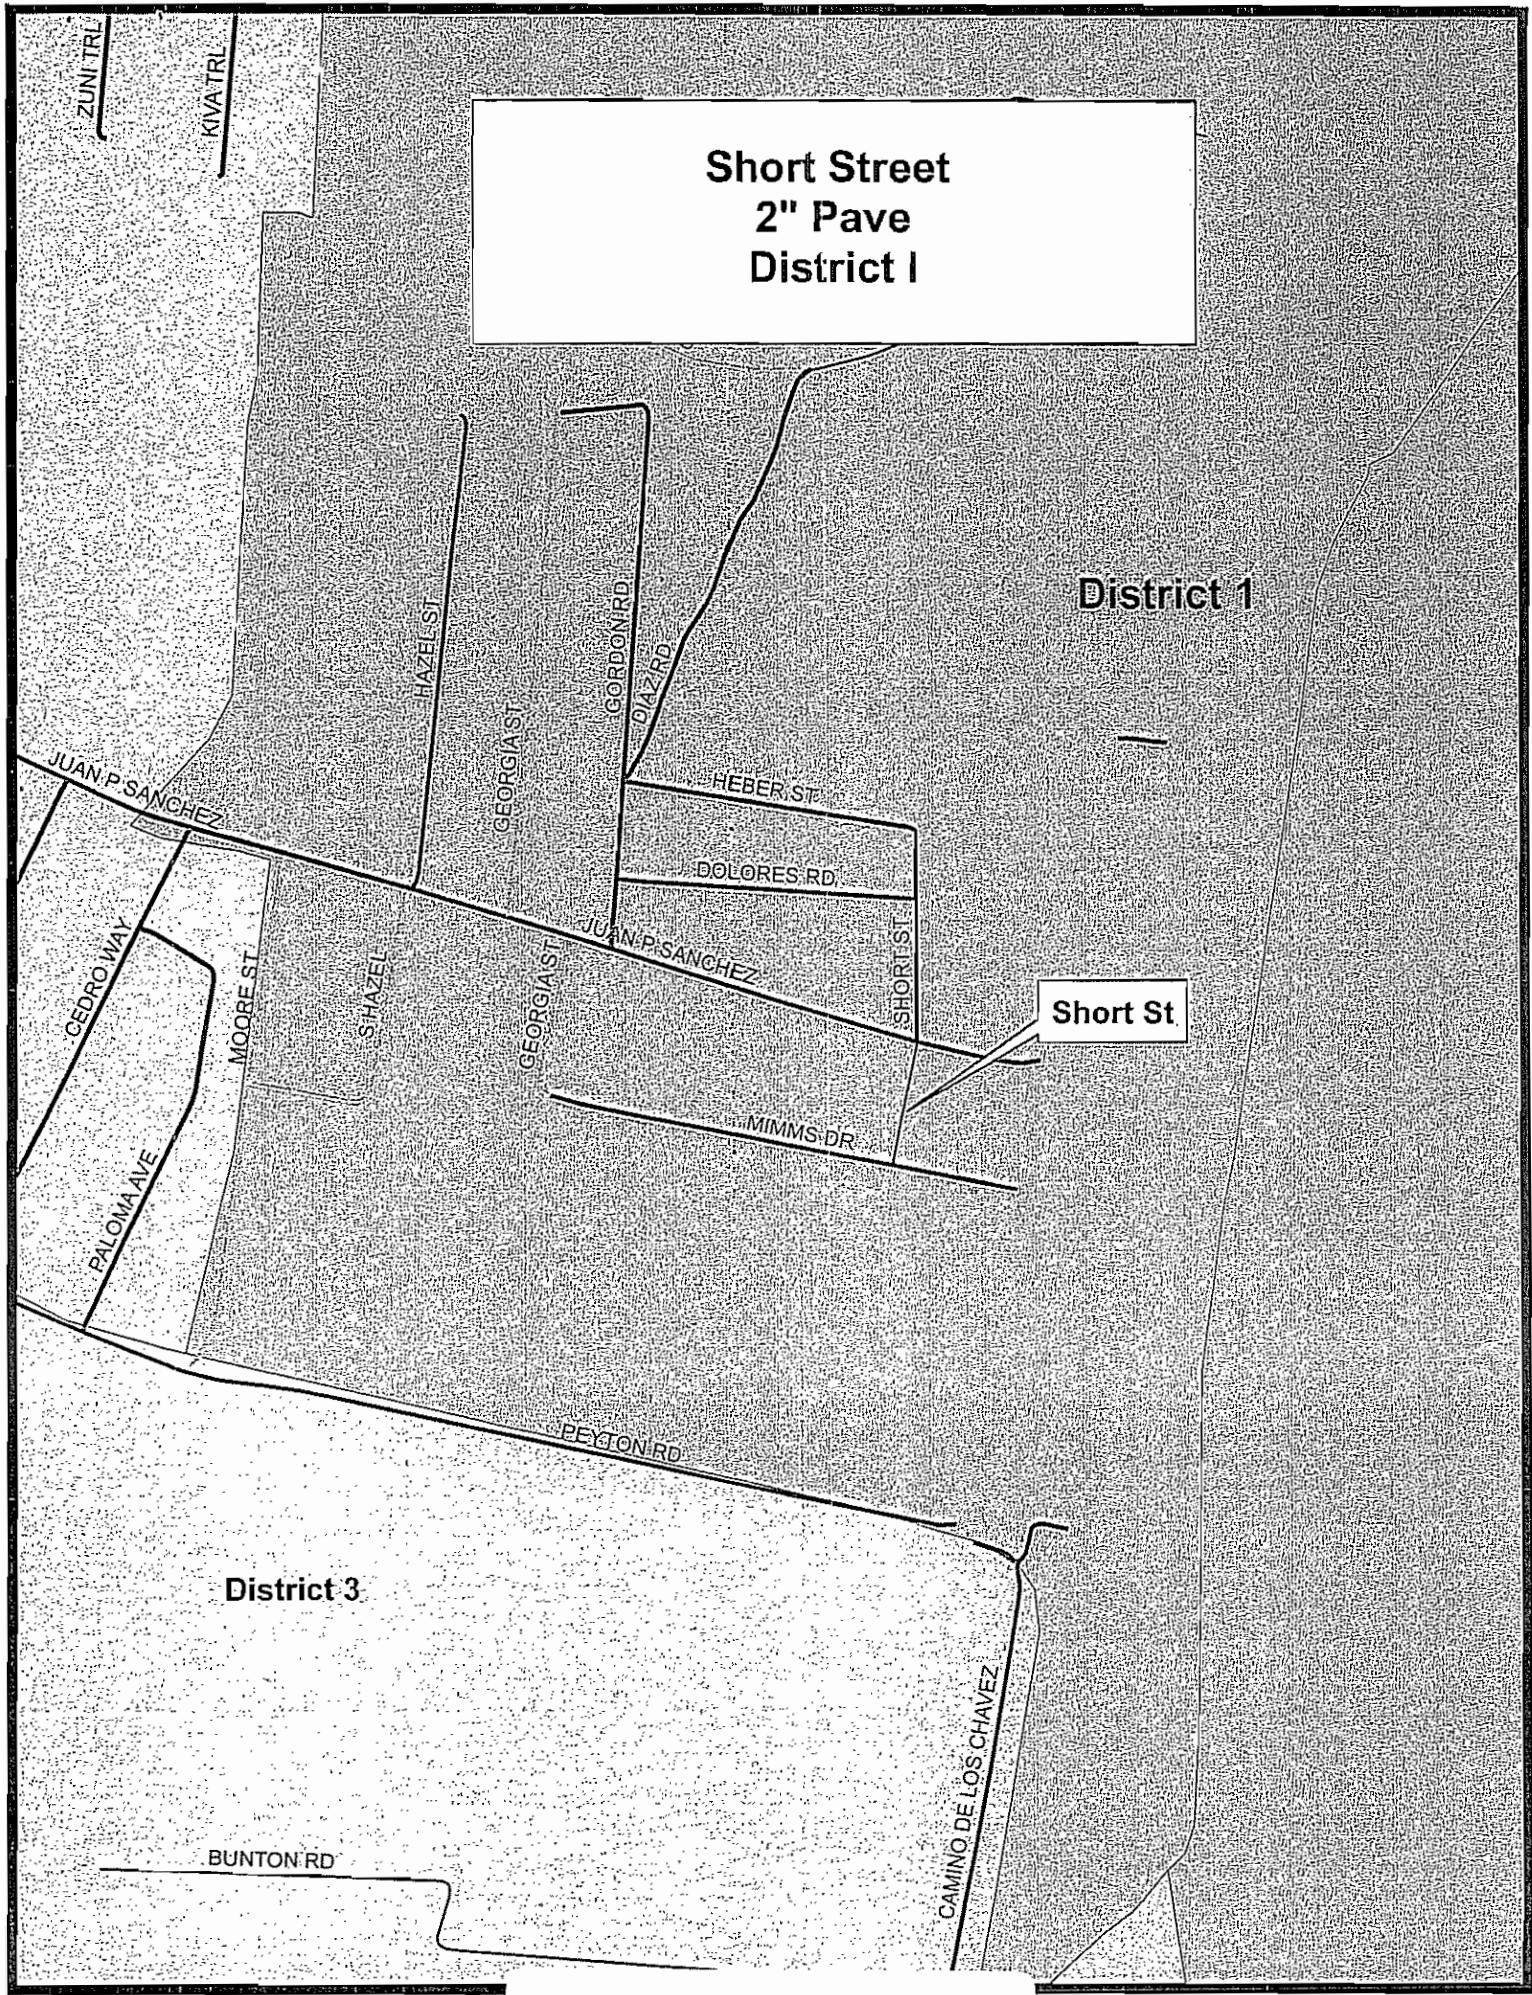 ZUNI TRL
KIVA TRL
Short Street
2" Pave
District I
District 1
HAZEL ST
GEORGIA ST
GORDON RD
DIAZ RD
JUAN P SANCHEZ
HEBER ST
DOLORES RD
JUAN P SANCHEZ
SHORT ST
CEDRO WAY
MOORE ST
S HAZEL
GEORGIA ST
Short St
MIMMS DR
PALOMA AVE
PEYTON RD
District 3
CAMINO DE LOS CHAVEZ
BUNTON RD